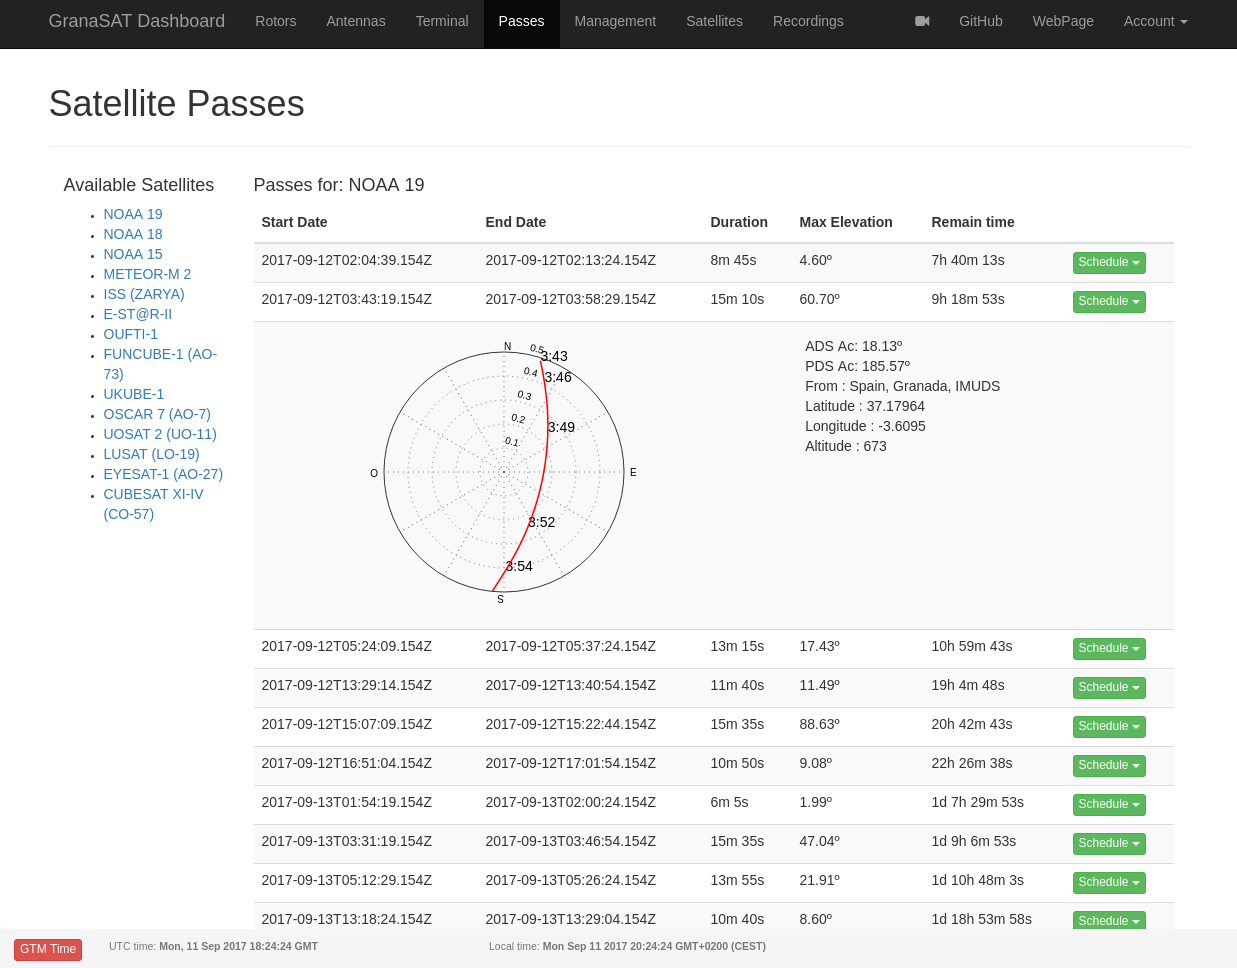 GranaSAT Dashboard Rotors Antennas Terminal Passes Management Satellites Recordings GitHub WebPage Account
Satellite Passes
Available Satellites
NOAA 19
NOAA 18
NOAA 15
METEOR-M 2
ISS (ZARYA)
E-ST@R-II
OUFTI-1
FUNCUBE-1 (AO-
73)
UKUBE-1
OSCAR 7 (AO-7)
UOSAT 2 (UO-11)
LUSAT (LO-19)
EYESAT-1 (AO-27)
CUBESAT XI-IV
(CO-57)
Passes for: NOAA 19
Start Date End Date Duration Max Elevation Remain time
2017-09-12T02:04:39.154Z 2017-09-12T02:13:24.154Z 8m 45s 4.60º 7h 40m 13s Schedule
2017-09-12T03:43:19.154Z 2017-09-12T03:58:29.154Z 15m 10s 60.70º 9h 18m 53s Schedule
N
0.5
3:43
0.4
3:46
0.3
0.2
3:49
0.1
O
E
3:52
3:54
S
ADS Ac: 18.13º
PDS Ac: 185.57º
From : Spain, Granada, IMUDS
Latitude : 37.17964
Longitude : -3.6095
Altitude : 673
2017-09-12T05:24:09.154Z 2017-09-12T05:37:24.154Z 13m 15s 17.43º 10h 59m 43s Schedule
2017-09-12T13:29:14.154Z 2017-09-12T13:40:54.154Z 11m 40s 11.49º 19h 4m 48s Schedule
2017-09-12T15:07:09.154Z 2017-09-12T15:22:44.154Z 15m 35s 88.63º 20h 42m 43s Schedule
2017-09-12T16:51:04.154Z 2017-09-12T17:01:54.154Z 10m 50s 9.08º 22h 26m 38s Schedule
2017-09-13T01:54:19.154Z 2017-09-13T02:00:24.154Z 6m 5s 1.99º 1d 7h 29m 53s Schedule
2017-09-13T03:31:19.154Z 2017-09-13T03:46:54.154Z 15m 35s 47.04º 1d 9h 6m 53s Schedule
2017-09-13T05:12:29.154Z 2017-09-13T05:26:24.154Z 13m 55s 21.91º 1d 10h 48m 3s Schedule
2017-09-13T13:18:24.154Z 2017-09-13T13:29:04.154Z 10m 40s 8.60º 1d 18h 53m 58s Schedule
GTM Time UTC time: Mon, 11 Sep 2017 18:24:24 GMT Local time: Mon Sep 11 2017 20:24:24 GMT+0200 (CEST)